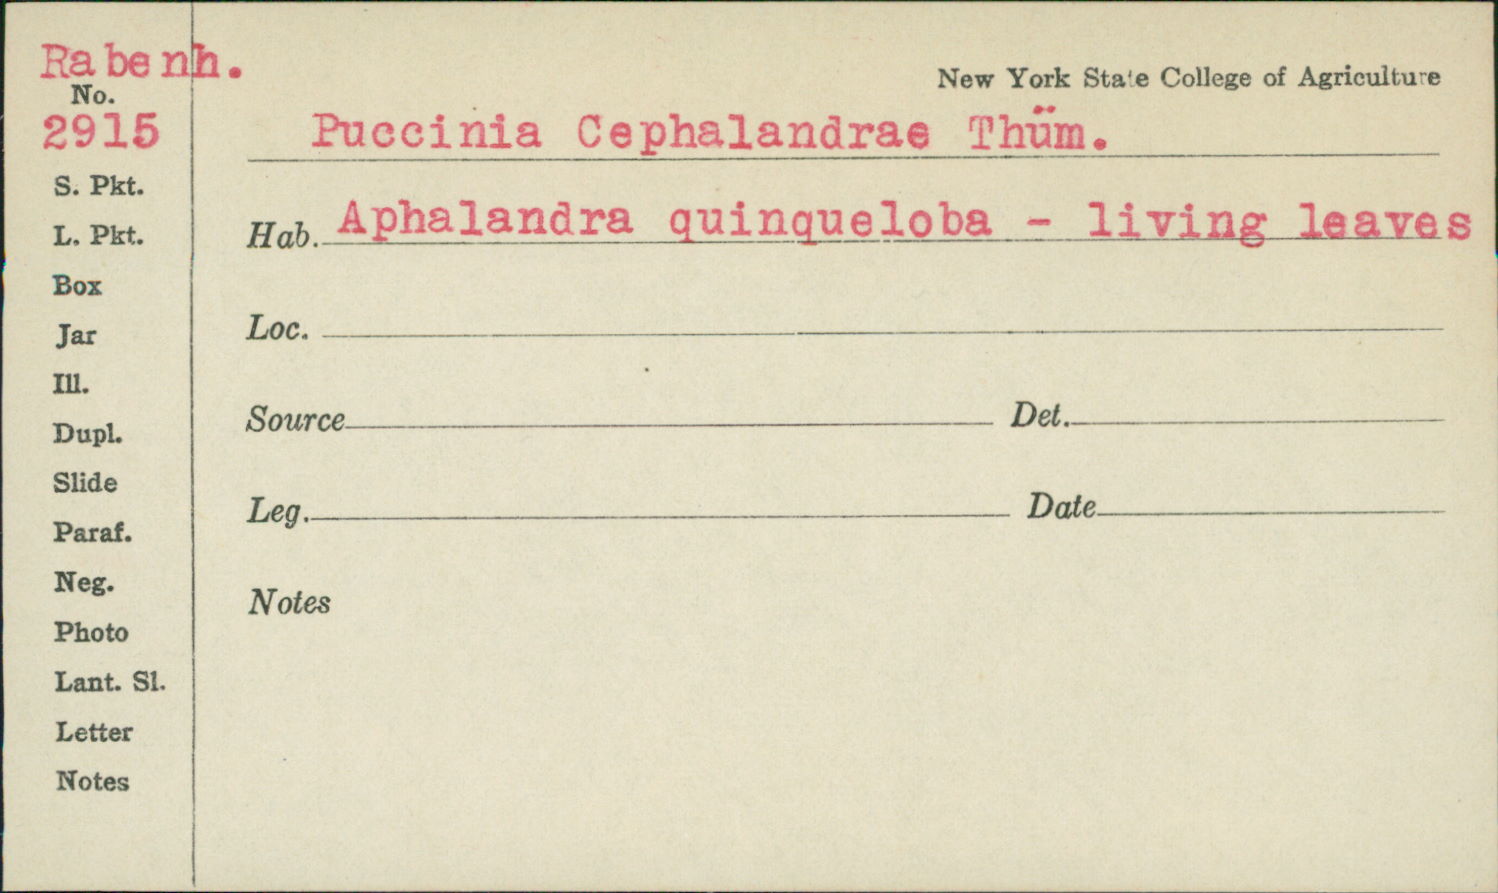 Rabenh.
New York State College of Agriculture
No.
2915
Puccinia Cephalandrae Thüm.
S. Pkt.
Hab. Aphalandra quinqueloba - living leaves
L. Pkt.
Box
Jar
Loc.
Ill.
Dupl.
Source Det.
Slide
Leg. Date
Paraf.
Neg.
Notes
Photo
Lant. Sl.
Letter
Notes